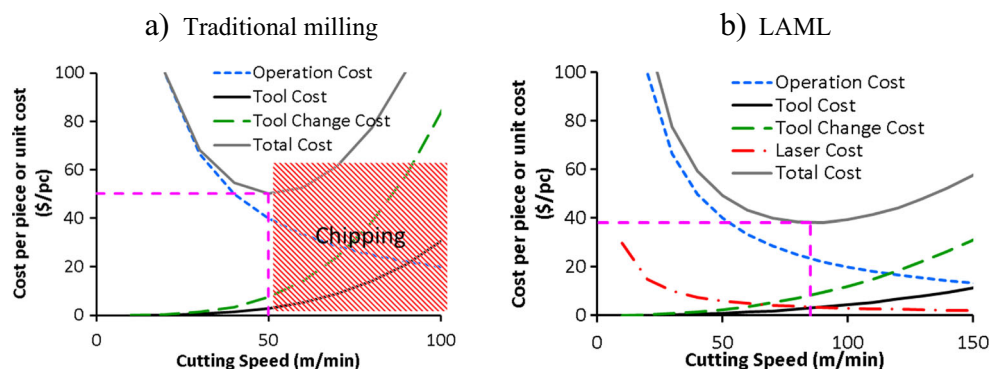 a) Traditional milling
Cost per piece or unit cost
($/pc)
100
80
60
40
20
0
Operation Cost
Tool Cost
Tool Change Cost
Total Cost
Chipping
0
50
100
Cutting Speed (m/min)
b) LAML
Cost per piece or unit cost
($/pc)
100
80
60
40
20
0
Operation Cost
Tool Cost
Tool Change Cost
Laser Cost
Total Cost
0
50
100
150
Cutting Speed (m/min)